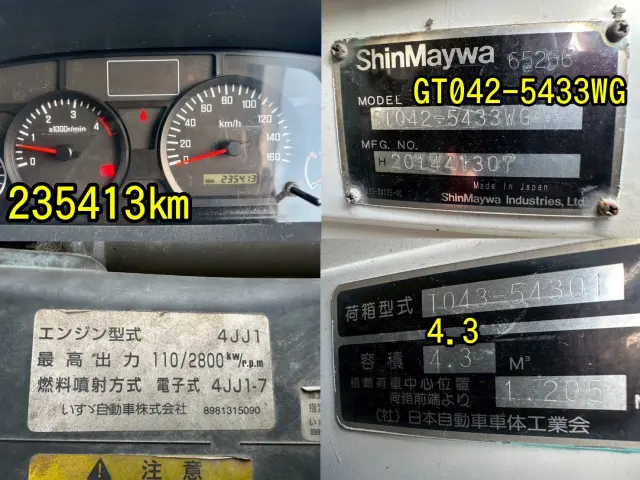 1
2
3
4
x1000r/min
0
20
40
60
80
100
120
140
160
km/h
235413
235413km
ShinMaywa 65266
MODEL GT042-5433WG
GT042-5433WG
MFG. NO.
H 201441307
Made in Japan
ShinMaywa Industries, Ltd.
エンジン型式 4JJ1
最高出力 110/2800kw/r.p.m
燃料噴射方式 電子式 4JJ1-7
いすゞ自動車株式会社 8981315090
注意
荷箱型式 T043-54301
4.3
容積 4.3 M³
積載荷重中心位置
荷箱前端より 1.205 M
(社)日本自動車車体工業会